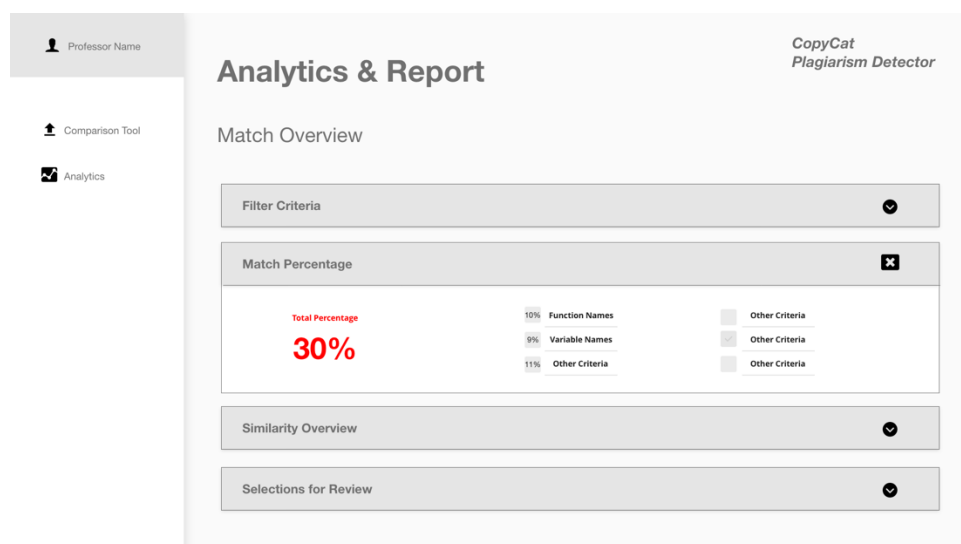 Professor Name
Comparison Tool
Analytics
CopyCat
Plagiarism Detector
Analytics & Report
Match Overview
Filter Criteria
Match Percentage
Total Percentage
30%
10% Function Names
9% Variable Names
11% Other Criteria
Other Criteria
Other Criteria
Other Criteria
Similarity Overview
Selections for Review